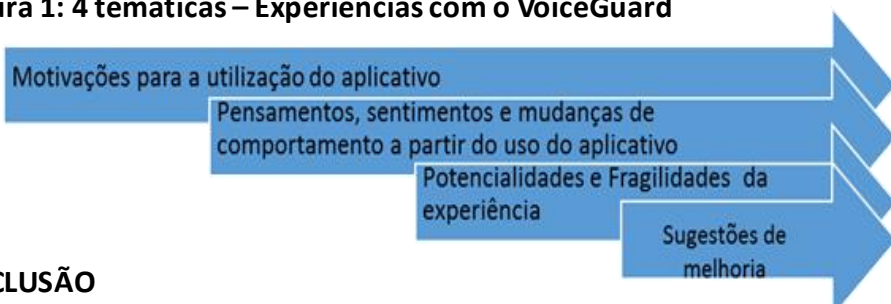 ira 1: 4 temáticas – Experiências com o VoiceGuard
Motivações para a utilização do aplicativo
Pensamentos, sentimentos e mudanças de
comportamento a partir do uso do aplicativo
Potencialidades e Fragilidades da
experiência
Sugestões de
melhoria
CLUSÃO